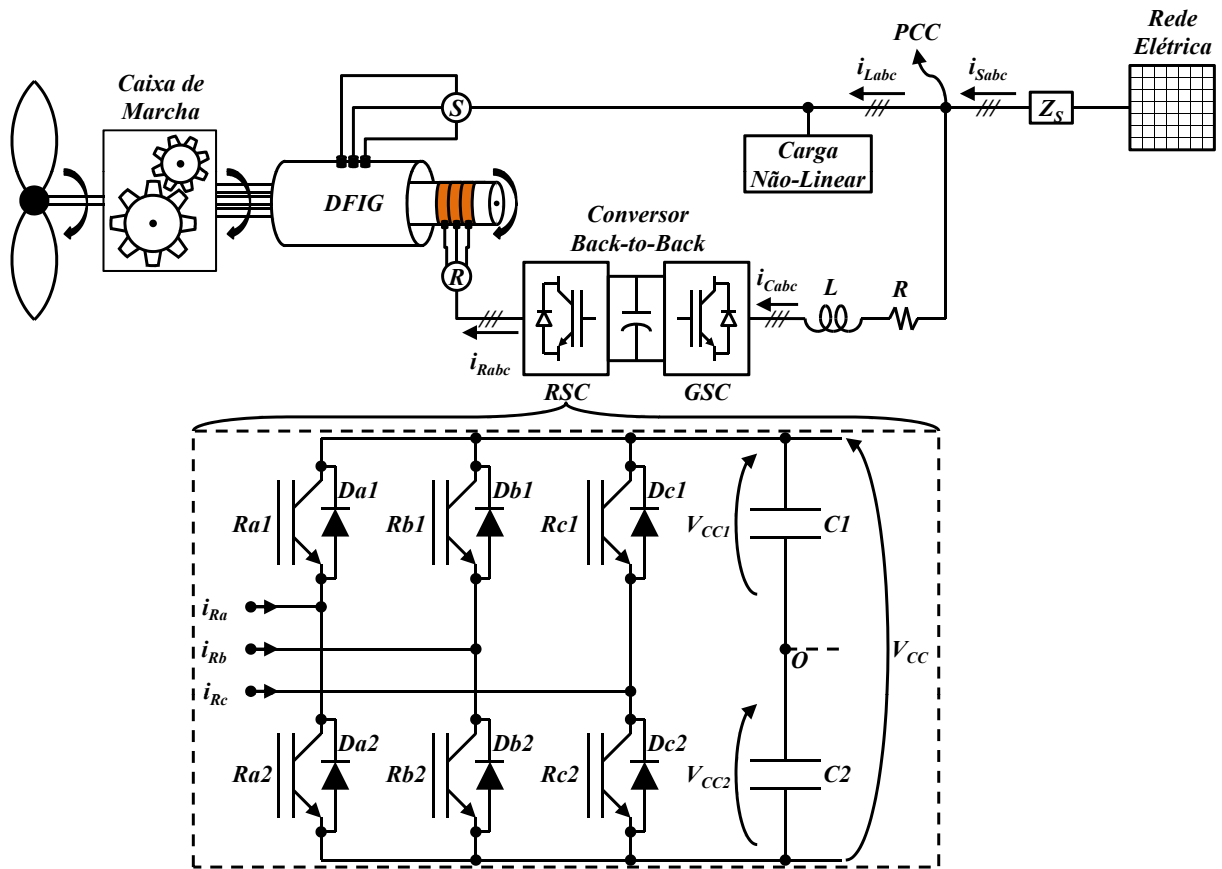 Rede
Elétrica
PCC
i_Labc
i_Sabc
Caixa de
Marcha
S
Z_S
Carga
Não-Linear
DFIG
Conversor
Back-to-Back
R
i_Cabc
L
R
i_Rabc
RSC
GSC
Da1
Db1
Dc1
Ra1
Rb1
Rc1
V_CC1
C1
i_Ra
i_Rb
i_Rc
O
V_CC
Da2
Db2
Dc2
Ra2
Rb2
Rc2
V_CC2
C2